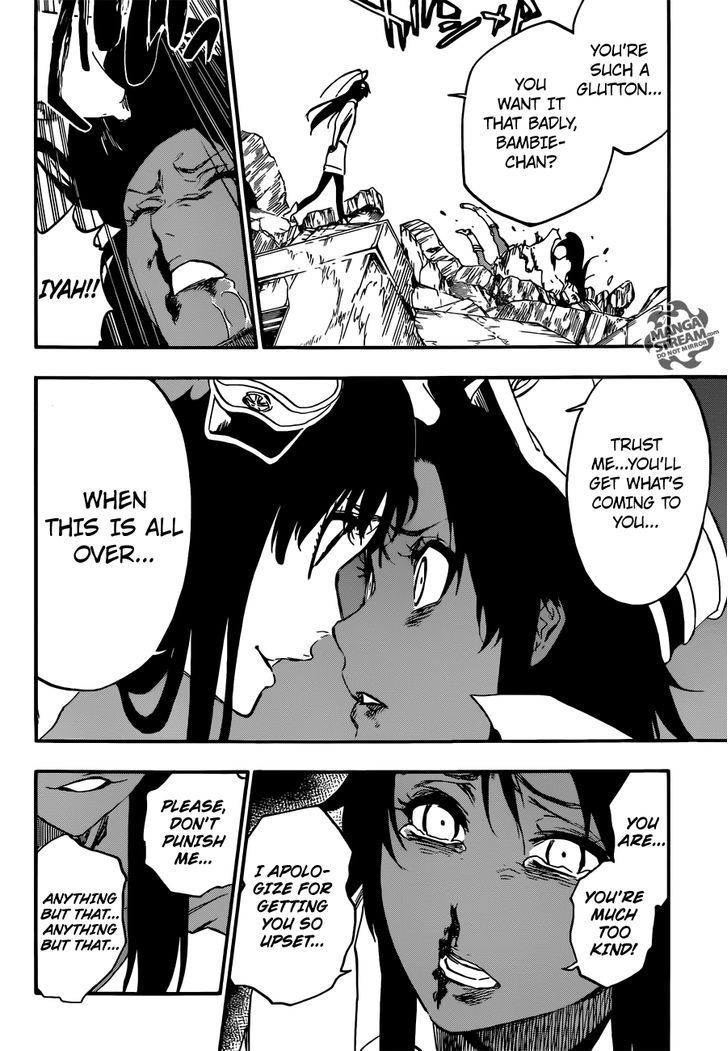 YOU'RE
SUCH A
GLUTTON...
YOU
WANT IT
THAT BADLY,
BAMBIE-
CHAN?
IYAH!!
MANGA
STREAM.com
DO NOT MIRROR
TRUST
ME...YOU'LL
GET WHAT'S
COMING TO
YOU...
WHEN
THIS IS ALL
OVER...
YOU
ARE...
YOU'RE
MUCH
TOO
KIND!
I APOLO-
GIZE FOR
GETTING
YOU SO
UPSET...
PLEASE,
DON'T
PUNISH
ME...
ANYTHING
BUT THAT...
ANYTHING
BUT THAT...